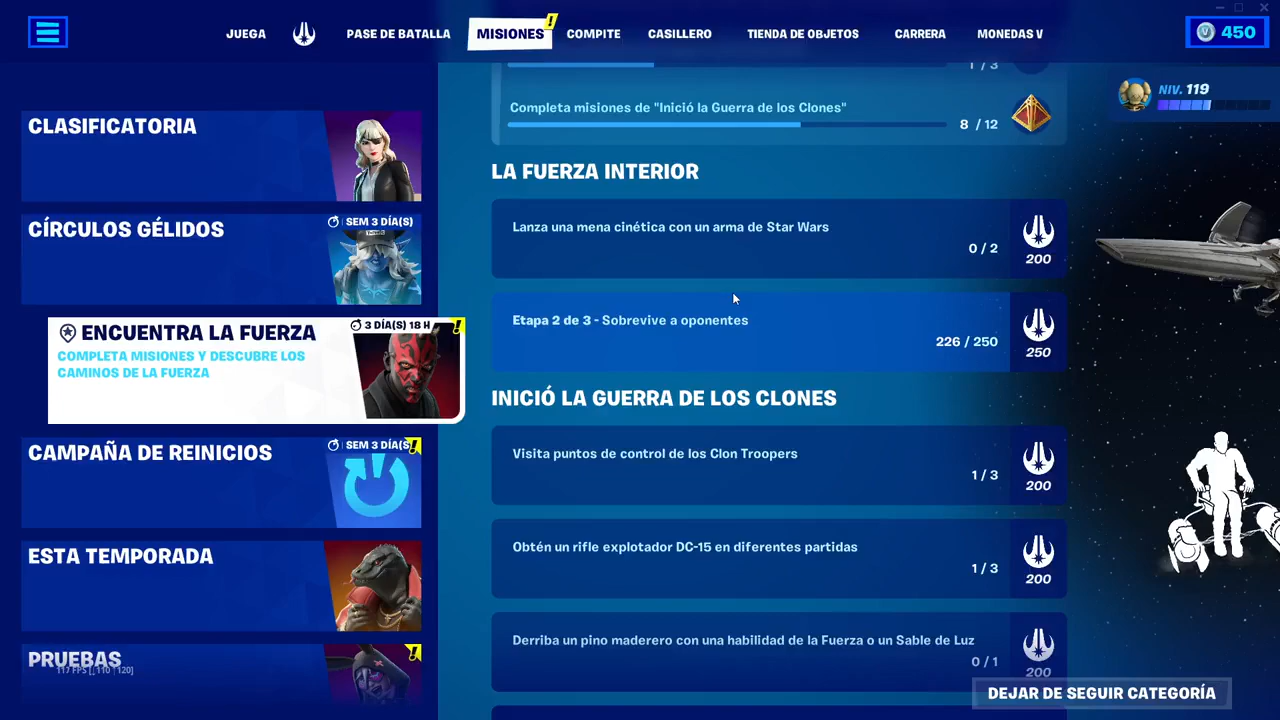 JUEGA
PASE DE BATALLA
MISIONES
!
COMPITE
CASILLERO
TIENDA DE OBJETOS
CARRERA
MONEDAS V
V 450
NIV. 119
CLASIFICATORIA
CÍRCULOS GÉLIDOS
SEM 3 DÍA(S)
ENCUENTRA LA FUERZA
3 DÍA(S) 18 H
!
COMPLETA MISIONES Y DESCUBRE LOS
CAMINOS DE LA FUERZA
CAMPAÑA DE REINICIOS
SEM 3 DÍA(S)
!
ESTA TEMPORADA
PRUEBAS
!
117 FPS [ 110 | 120]
1 / 3
Completa misiones de "Inició la Guerra de los Clones"
8 / 12
LA FUERZA INTERIOR
Lanza una mena cinética con un arma de Star Wars
0 / 2
200
Etapa 2 de 3 - Sobrevive a oponentes
226 / 250
250
INICIÓ LA GUERRA DE LOS CLONES
Visita puntos de control de los Clon Troopers
1 / 3
200
Obtén un rifle explotador DC-15 en diferentes partidas
1 / 3
200
Derriba un pino maderero con una habilidad de la Fuerza o un Sable de Luz
0 / 1
200
DEJAR DE SEGUIR CATEGORÍA